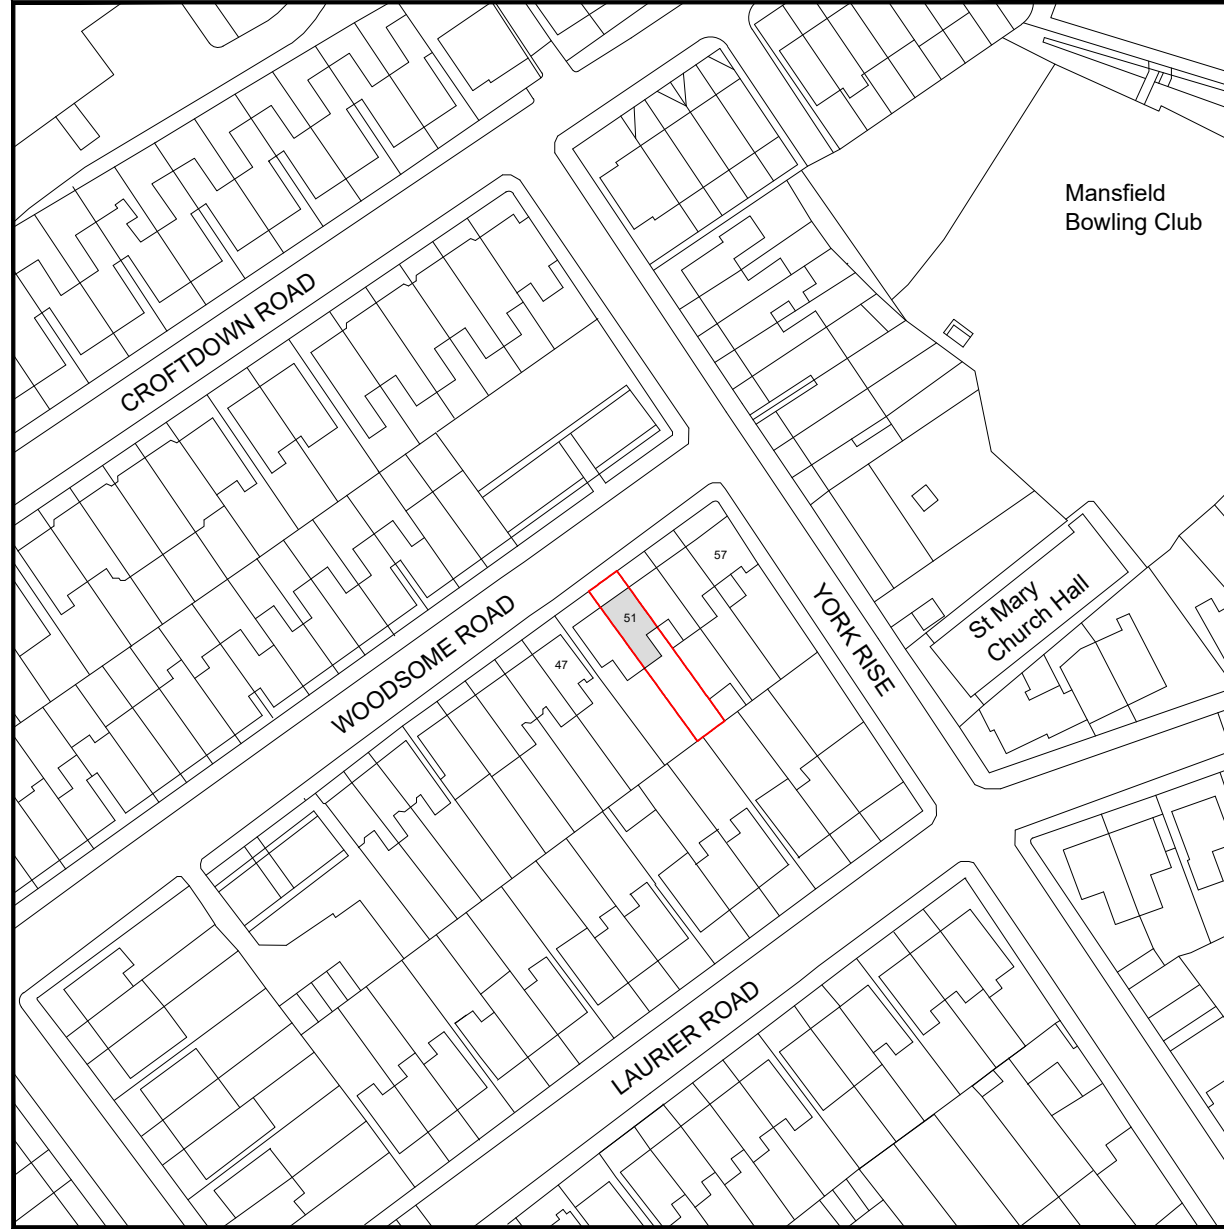 Mansfield
Bowling Club
CROFTDOWN ROAD
57
51
47
WOODSOME ROAD
YORK RISE
St Mary
Church Hall
LAURIER ROAD